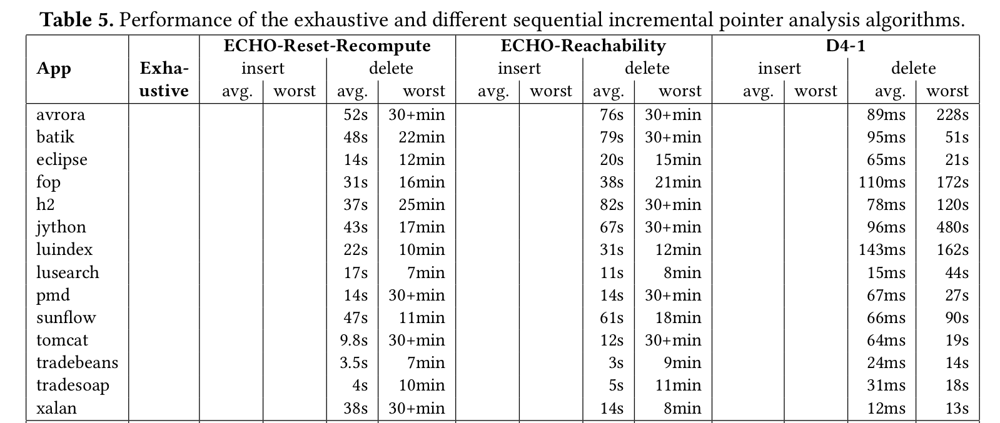 Table 5. Performance of the exhaustive and different sequential incremental pointer analysis algorithms.
ECHO-Reset-Recompute ECHO-Reachability D4-1
App Exha- insert delete insert delete insert delete
ustive avg. worst avg. worst avg. worst avg. worst avg. worst avg. worst
avrora 52s 30+min 76s 30+min 89ms 228s
batik 48s 22min 79s 30+min 95ms 51s
eclipse 14s 12min 20s 15min 65ms 21s
fop 31s 16min 38s 21min 110ms 172s
h2 37s 25min 82s 30+min 78ms 120s
jython 43s 17min 67s 30+min 96ms 480s
luindex 22s 10min 31s 12min 143ms 162s
lusearch 17s 7min 11s 8min 15ms 44s
pmd 14s 30+min 14s 30+min 67ms 27s
sunflow 47s 11min 61s 18min 66ms 90s
tomcat 9.8s 30+min 12s 30+min 64ms 19s
tradebeans 3.5s 7min 3s 9min 24ms 14s
tradesoap 4s 10min 5s 11min 31ms 18s
xalan 38s 30+min 14s 8min 12ms 13s